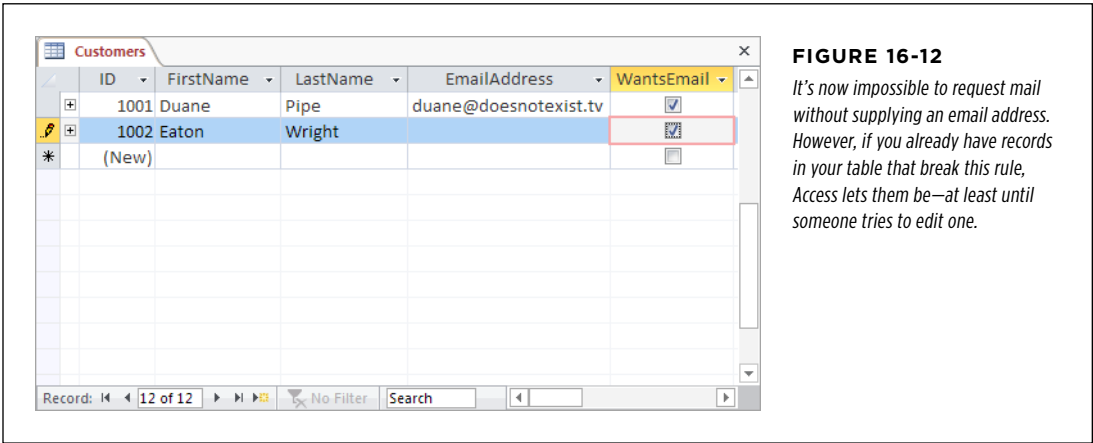 Customers
ID FirstName LastName EmailAddress WantsEmail
1001 Duane Pipe duane@doesnotexist.tv
1002 Eaton Wright
(New)
Record: 12 of 12 No Filter Search
FIGURE 16-12
It's now impossible to request mail
without supplying an email address.
However, if you already have records
in your table that break this rule,
Access lets them be—at least until
someone tries to edit one.